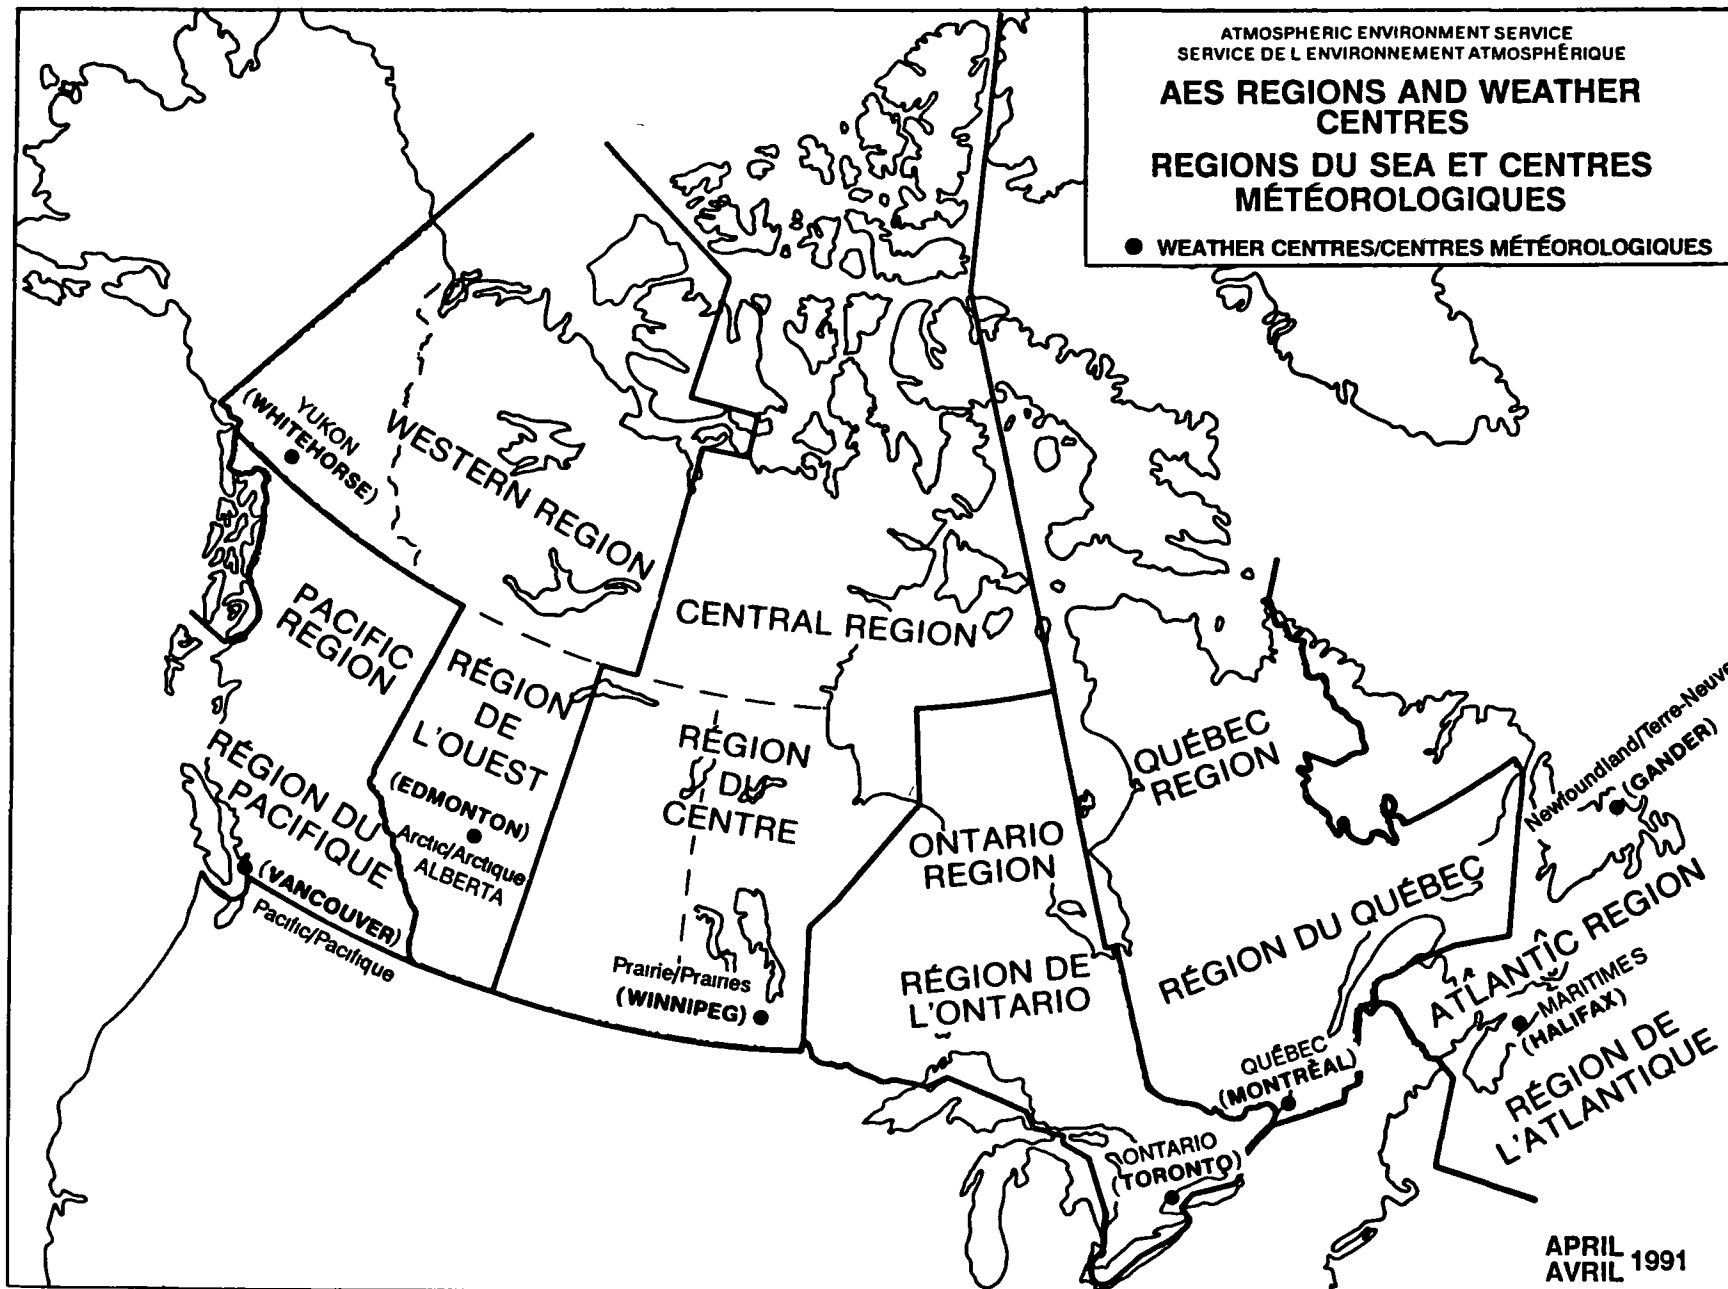 ATMOSPHERIC ENVIRONMENT SERVICE
SERVICE DE L ENVIRONNEMENT ATMOSPHÉRIQUE
AES REGIONS AND WEATHER
CENTRES
REGIONS DU SEA ET CENTRES
MÉTÉOROLOGIQUES
● WEATHER CENTRES/CENTRES MÉTÉOROLOGIQUES
YUKON
(WHITEHORSE)
WESTERN REGION
PACIFIC
REGION
RÉGION
DE
L'OUEST
CENTRAL REGION
RÉGION
DU
CENTRE
RÉGION DU
PACIFIQUE
(EDMONTON)
Arctic/Arctique
ALBERTA
(VANCOUVER)
Pacific/Pacifique
Prairie/Prairies
(WINNIPEG)
ONTARIO
REGION
RÉGION DE
L'ONTARIO
QUÉBEC
REGION
RÉGION DU QUÉBEC
Newfoundland/Terre-Neuve
(GANDER)
ATLANTIC REGION
MARITIMES
(HALIFAX)
RÉGION DE
L'ATLANTIQUE
QUÉBEC
(MONTRÈAL)
ONTARIO
(TORONTO)
APRIL
AVRIL 1991